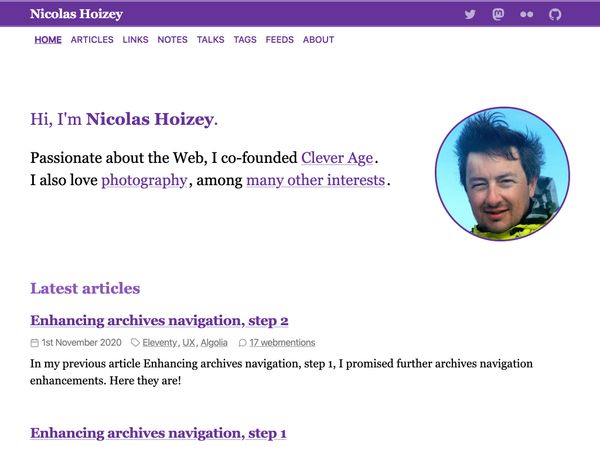 Nicolas Hoizey
HOME ARTICLES LINKS NOTES TALKS TAGS FEEDS ABOUT
Hi, I'm Nicolas Hoizey.
Passionate about the Web, I co-founded Clever Age.
I also love photography, among many other interests.
Latest articles
Enhancing archives navigation, step 2
1st November 2020 Eleventy, UX, Algolia 17 webmentions
In my previous article Enhancing archives navigation, step 1, I promised further archives navigation
enhancements. Here they are!
Enhancing archives navigation, step 1